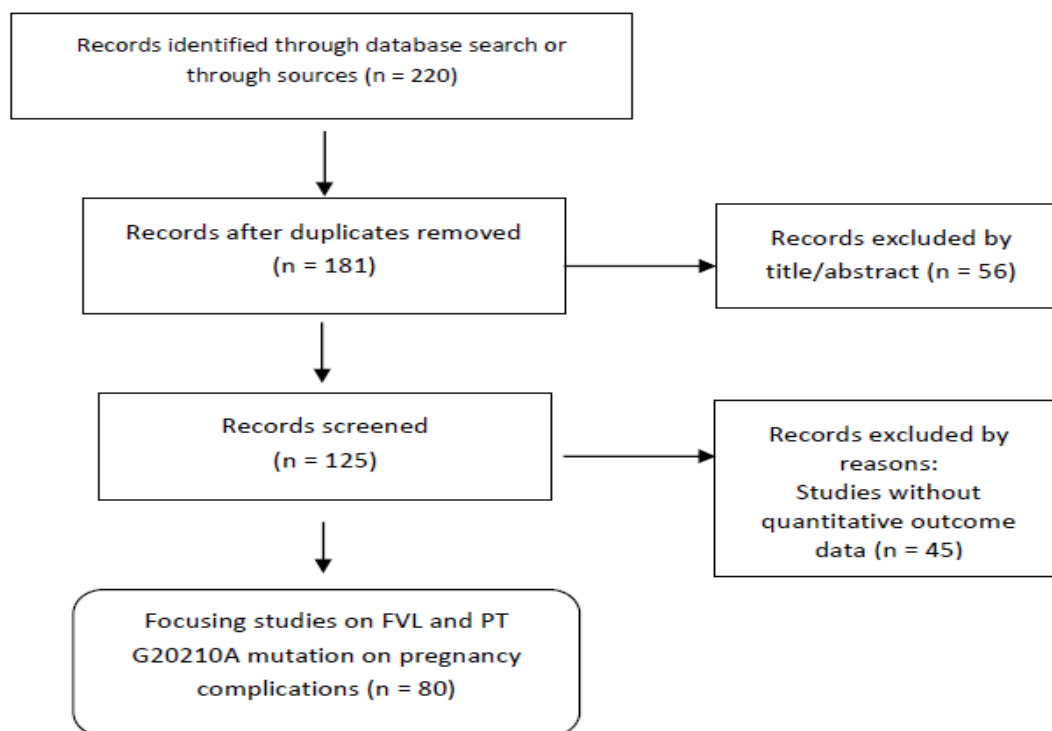 Records identified through database search or
through sources (n = 220)
Records after duplicates removed
(n = 181)
Records excluded by
title/abstract (n = 56)
Records screened
(n = 125)
Records excluded by
reasons:
Studies without
quantitative outcome
data (n = 45)
Focusing studies on FVL and PT
G20210A mutation on pregnancy
complications (n = 80)